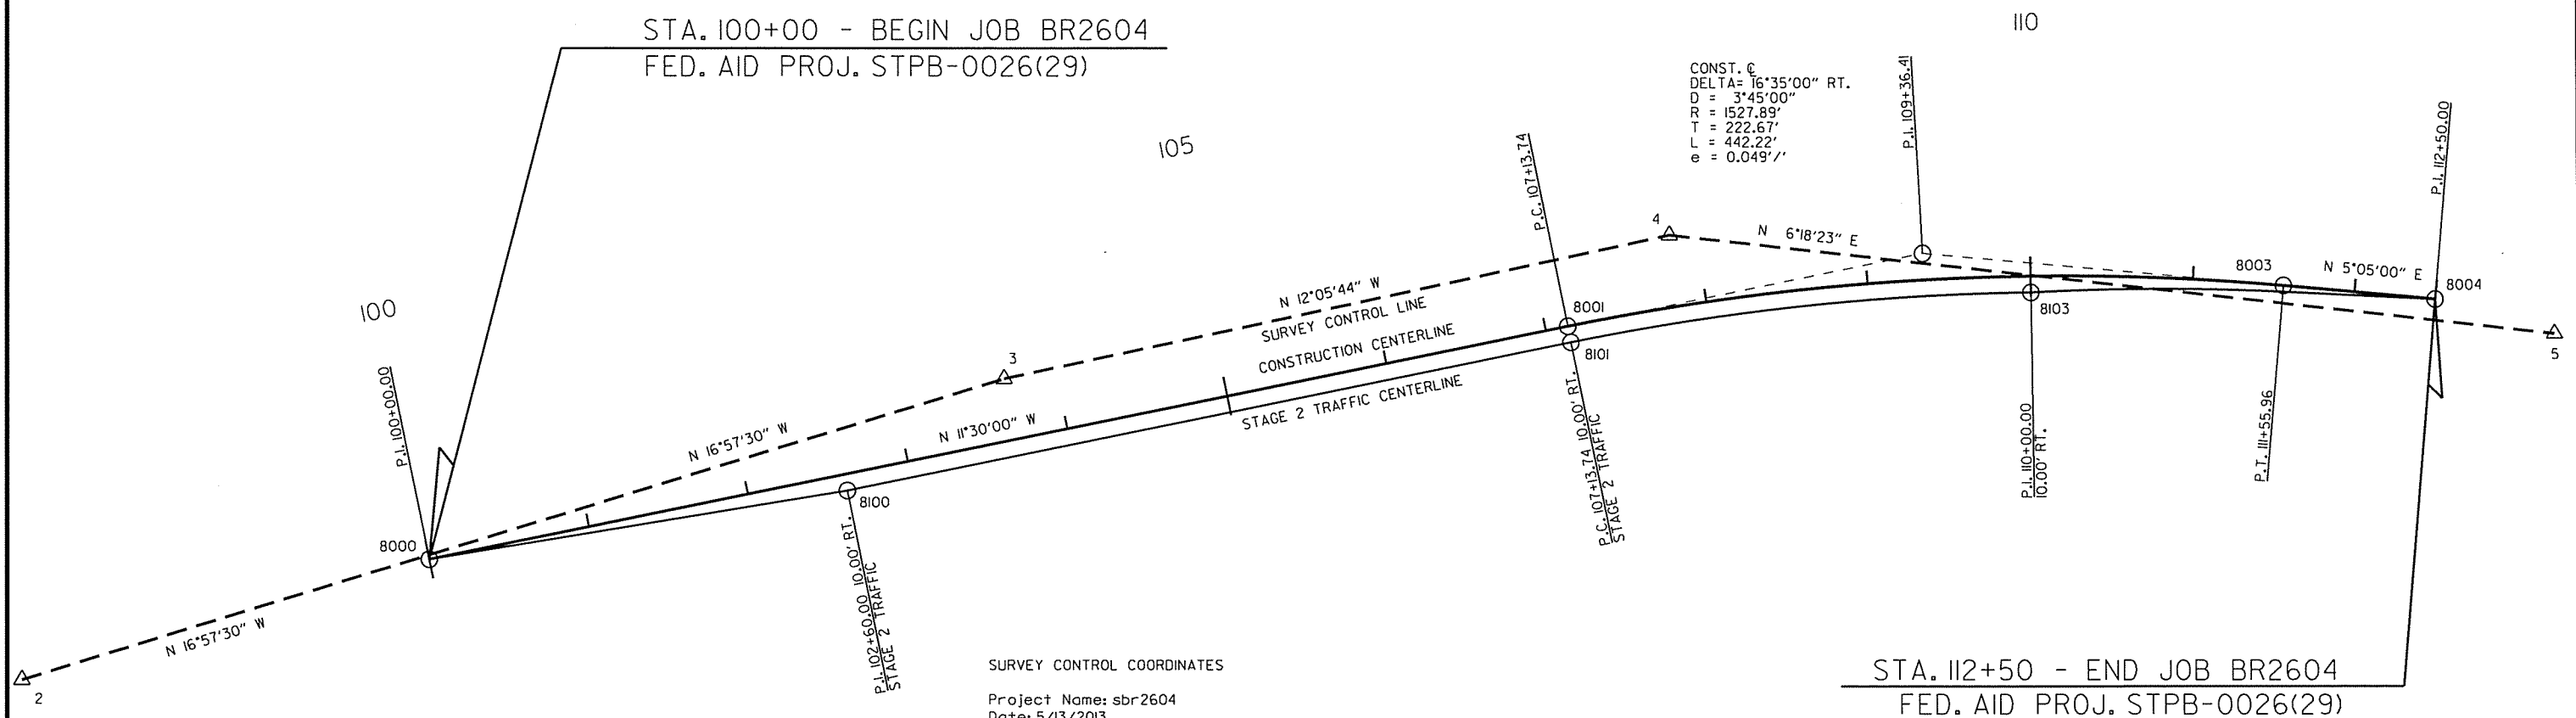 STA. 100+00 - BEGIN JOB BR2604
FED. AID PROJ. STPB-0026(29)
110
CONST. ℄
DELTA= 16°35'00" RT.
D = 3°45'00"
R = 1527.89'
T = 222.67'
L = 442.22'
e = 0.049'/'
P.I. 109+36.41
P.I. 112+50.00
105
P.C. 107+13.74
4
N 6°18'23" E
8003
N 5°05'00" E
8004
100
N 12°05'44" W
SURVEY CONTROL LINE
8001
8103
3
CONSTRUCTION CENTERLINE
8101
5
P.I. 100+00.00
STAGE 2 TRAFFIC CENTERLINE
N 16°57'30" W
N 11°30'00" W
P.C. 107+13.74 10.00' RT.
STAGE 2 TRAFFIC
P.I. 110+00.00
10.00' RT.
P.T. 111+55.96
8100
8000
P.I. 102+60.00 10.00' RT.
STAGE 2 TRAFFIC
N 16°57'30" W
2
SURVEY CONTROL COORDINATES
Project Name: sbr2604
Date: 5/13/2013
STA. 112+50 - END JOB BR2604
FED. AID PROJ. STPB-0026(29)